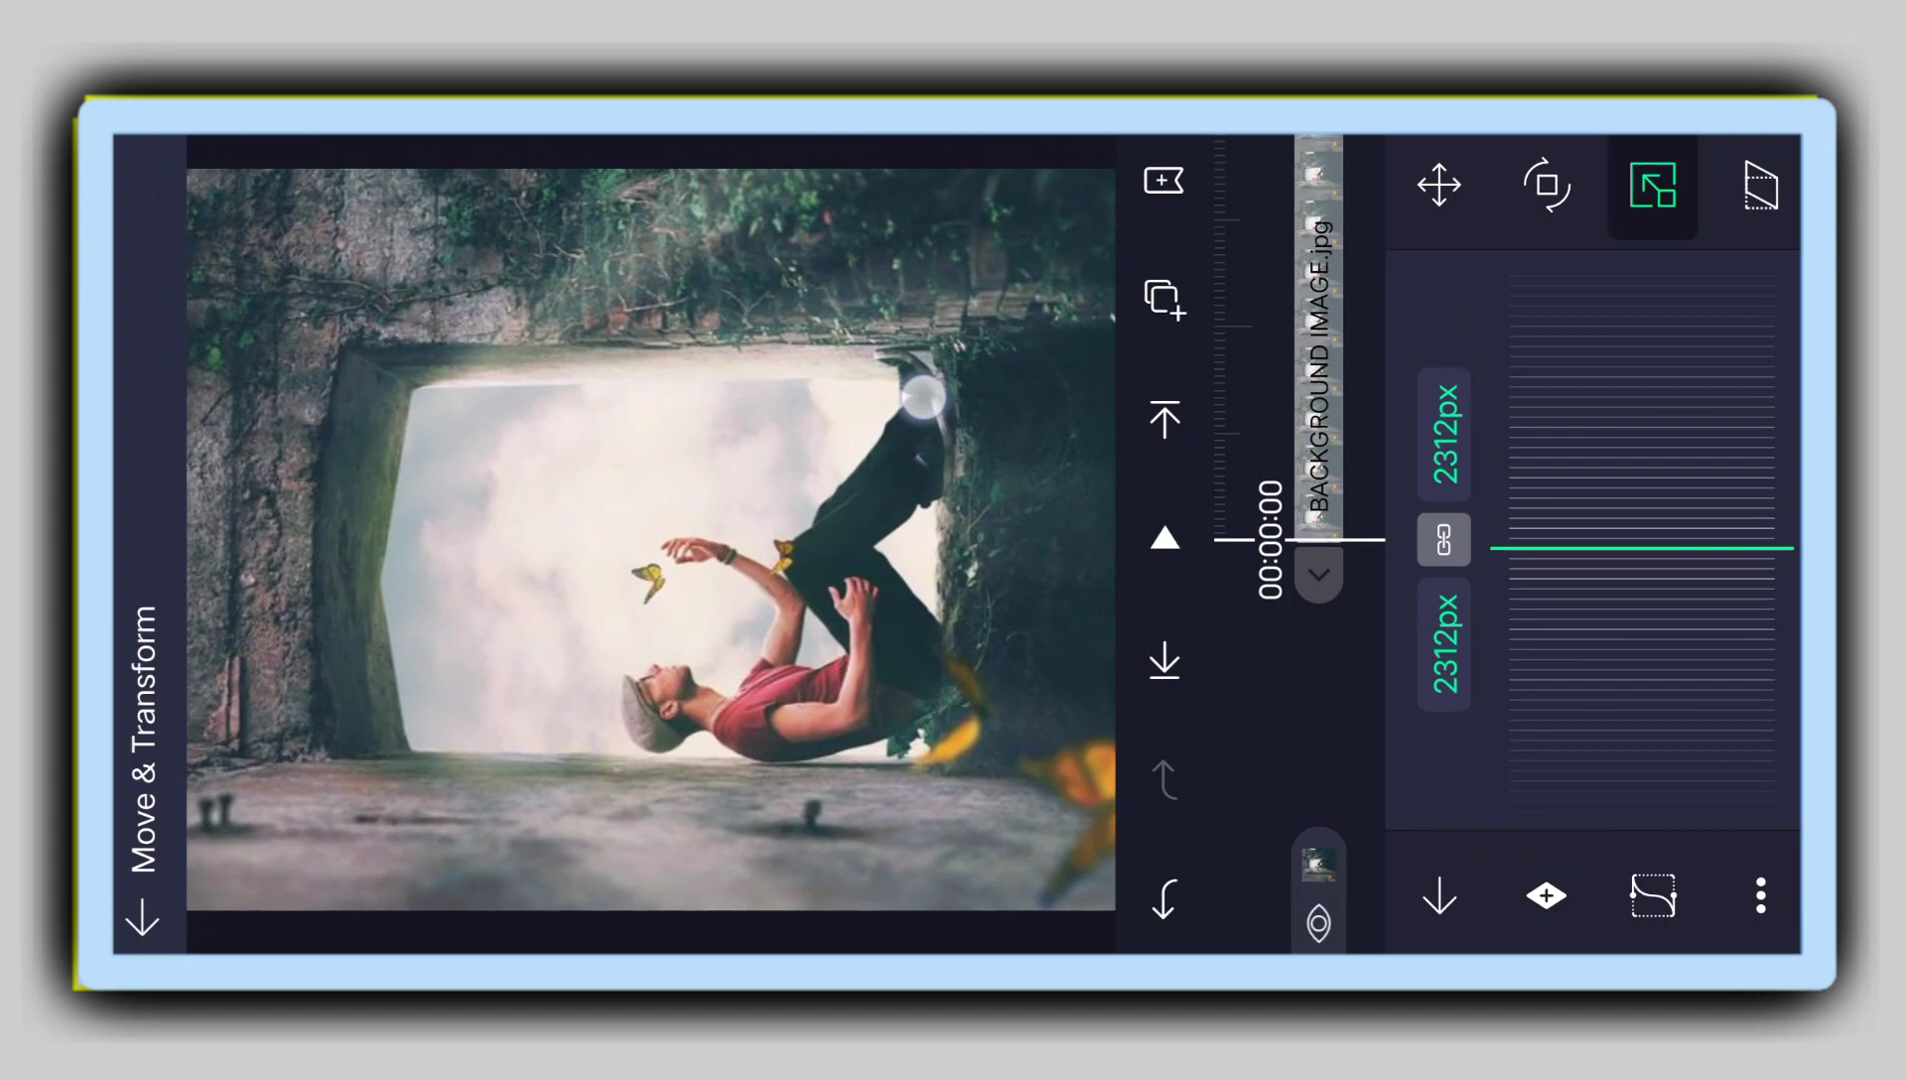 Move & Transform
00:00:00
BACKGROUND IMAGE.jpg
2312px
2312px